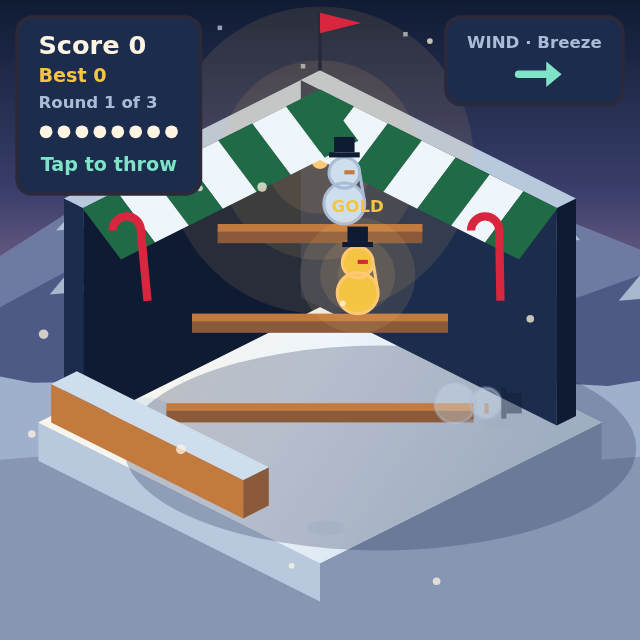 Score 0
Best 0
Round 1 of 3
Tap to throw
WIND · Breeze
GOLD